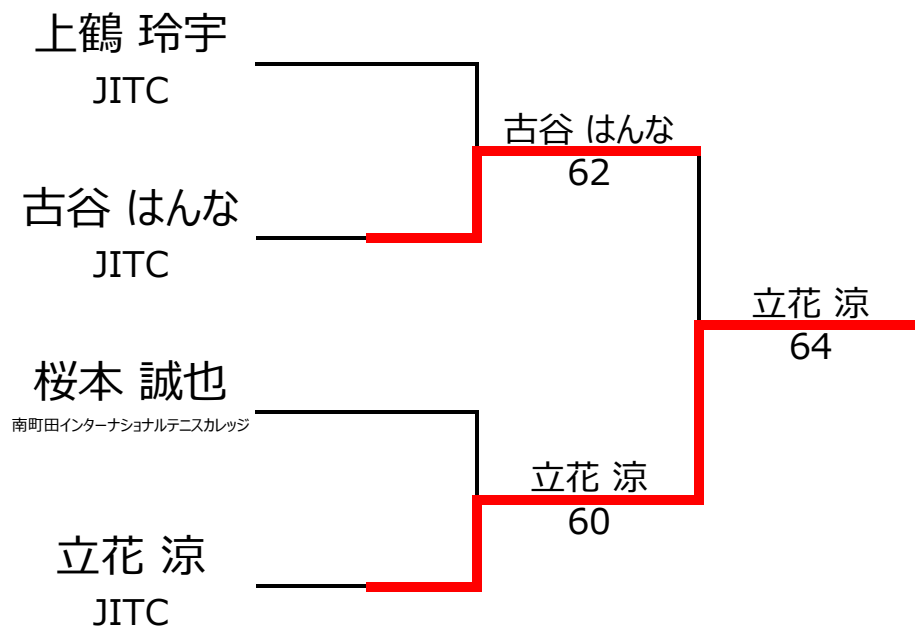 上鶴 玲宇
JITC
古谷 はんな
62
古谷 はんな
JITC
立花 涼
64
桜本 誠也
南町田インターナショナルテニスカレッジ
立花 涼
60
立花 涼
JITC